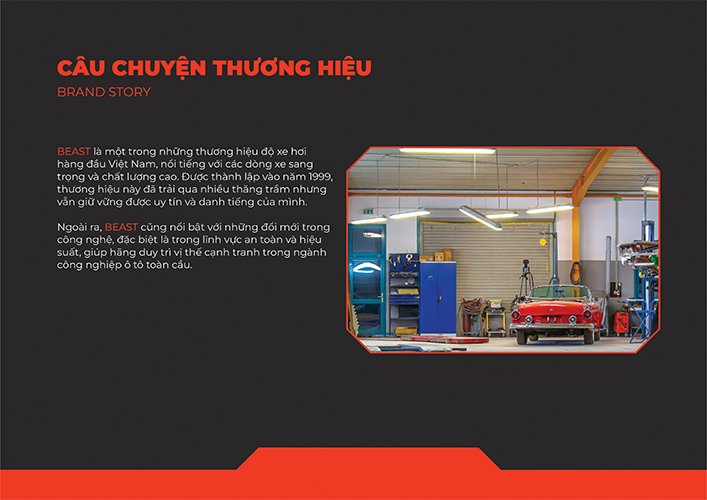 CÂU CHUYỆN THƯƠNG HIỆU
BRAND STORY
BEAST là một trong những thương hiệu độ xe hơi
hàng đầu Việt Nam, nổi tiếng với các dòng xe sang
trọng và chất lượng cao. Được thành lập vào năm 1999,
thương hiệu này đã trải qua nhiều thăng trầm nhưng
vẫn giữ vững được uy tín và danh tiếng của mình.
Ngoài ra, BEAST cũng nổi bật với những đổi mới trong
công nghệ, đặc biệt là trong lĩnh vực an toàn và hiệu
suất, giúp hãng duy trì vị thế cạnh tranh trong ngành
công nghiệp ô tô toàn cầu.